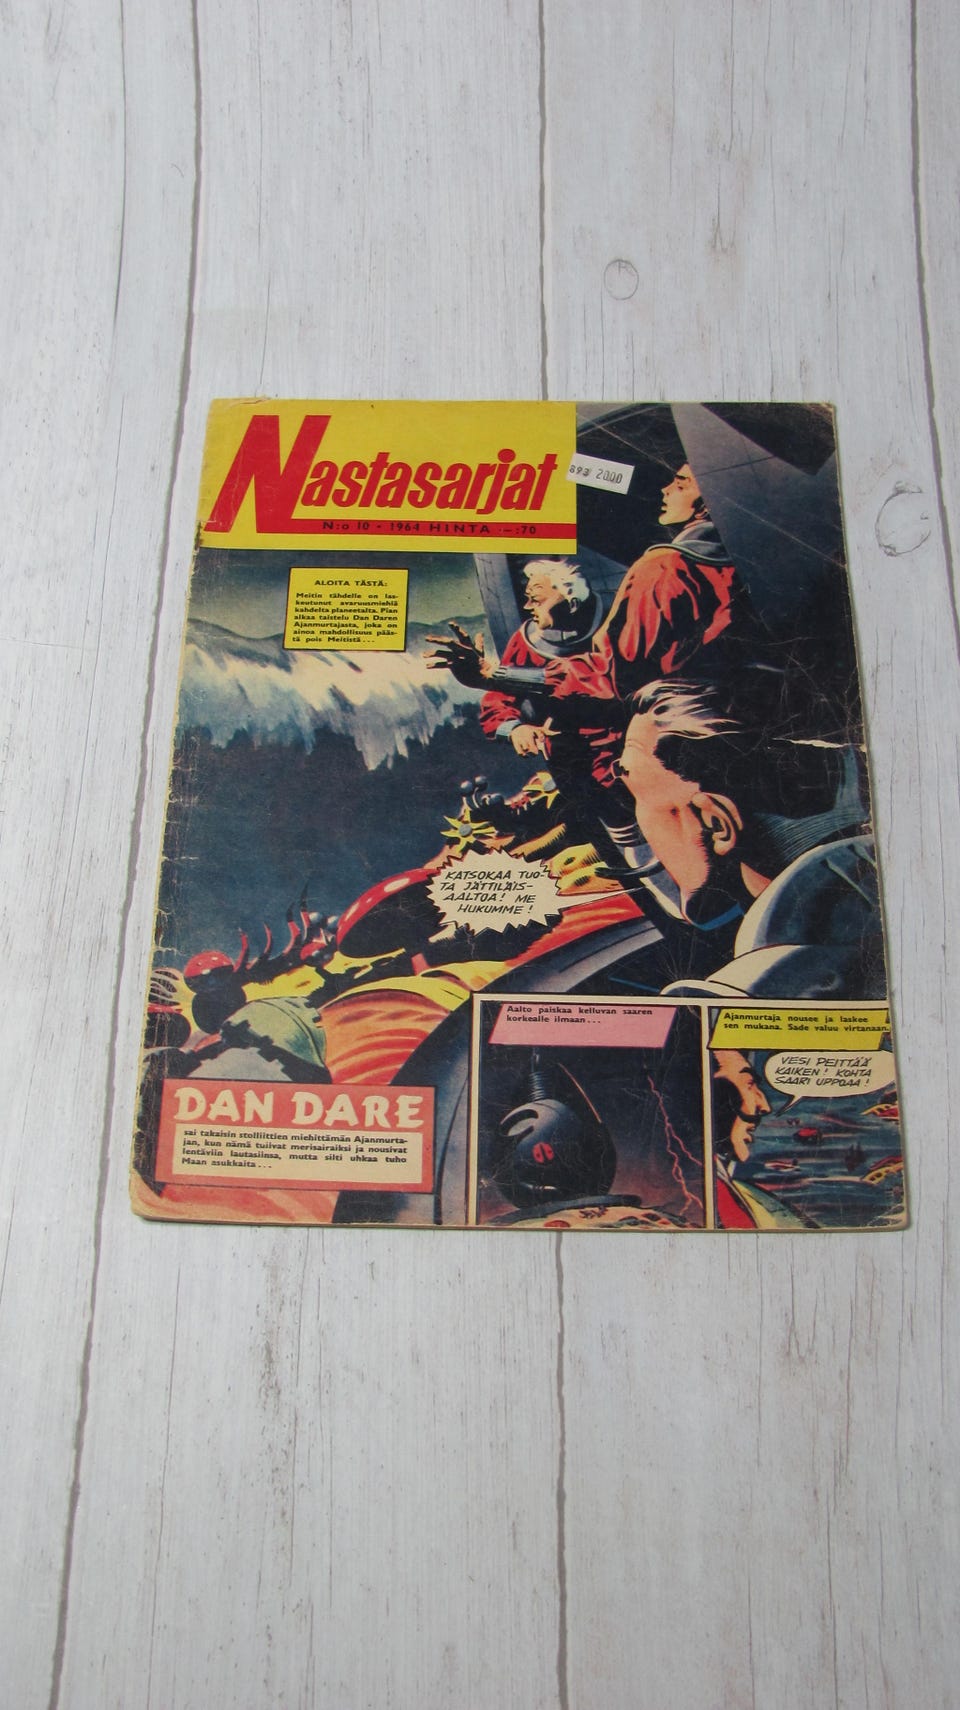 Nastasarjat
N:o 10 • 1964 HINTA -:70
893 2000
ALOITA TÄSTÄ:
Meitin tähdelle on las-
keutunut avaruusmiehiä
kahdelta planeetalta. Pian
alkaa taistelu Dan Daren
Ajanmurtajasta, joka on
ainoa mahdollisuus pääs-
tä pois Meitistä...
KATSOKAA TUO-
TA JÄTTILÄIS-
AALTOA! ME
HUKUMME!
Aalto paiskaa kelluvan saaren
korkealle ilmaan...
Ajanmurtaja nousee ja laskee
sen mukana. Sade valuu virtanaan.
VESI PEITTÄÄ
KAIKEN! KOHTA
SAARI UPPOAA!
DAN DARE
sai takaisin stolliittien miehittämän Ajanmurta-
jan, kun nämä tulivat merisairaiksi ja nousivat
lentäviin lautasiinsa, mutta silti uhkaa tuho
Maan asukkaita...